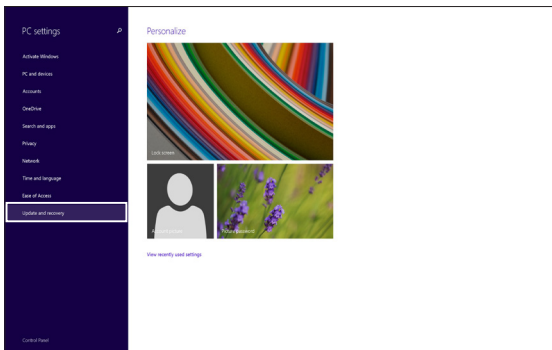 PC settings
Personalize
Activate Windows
PC and devices
Accounts
OneDrive
Search and apps
Privacy
Network
Time and language
Ease of Access
Update and recovery
Control Panel
Lock screen
Account picture
Picture password
View recently used settings